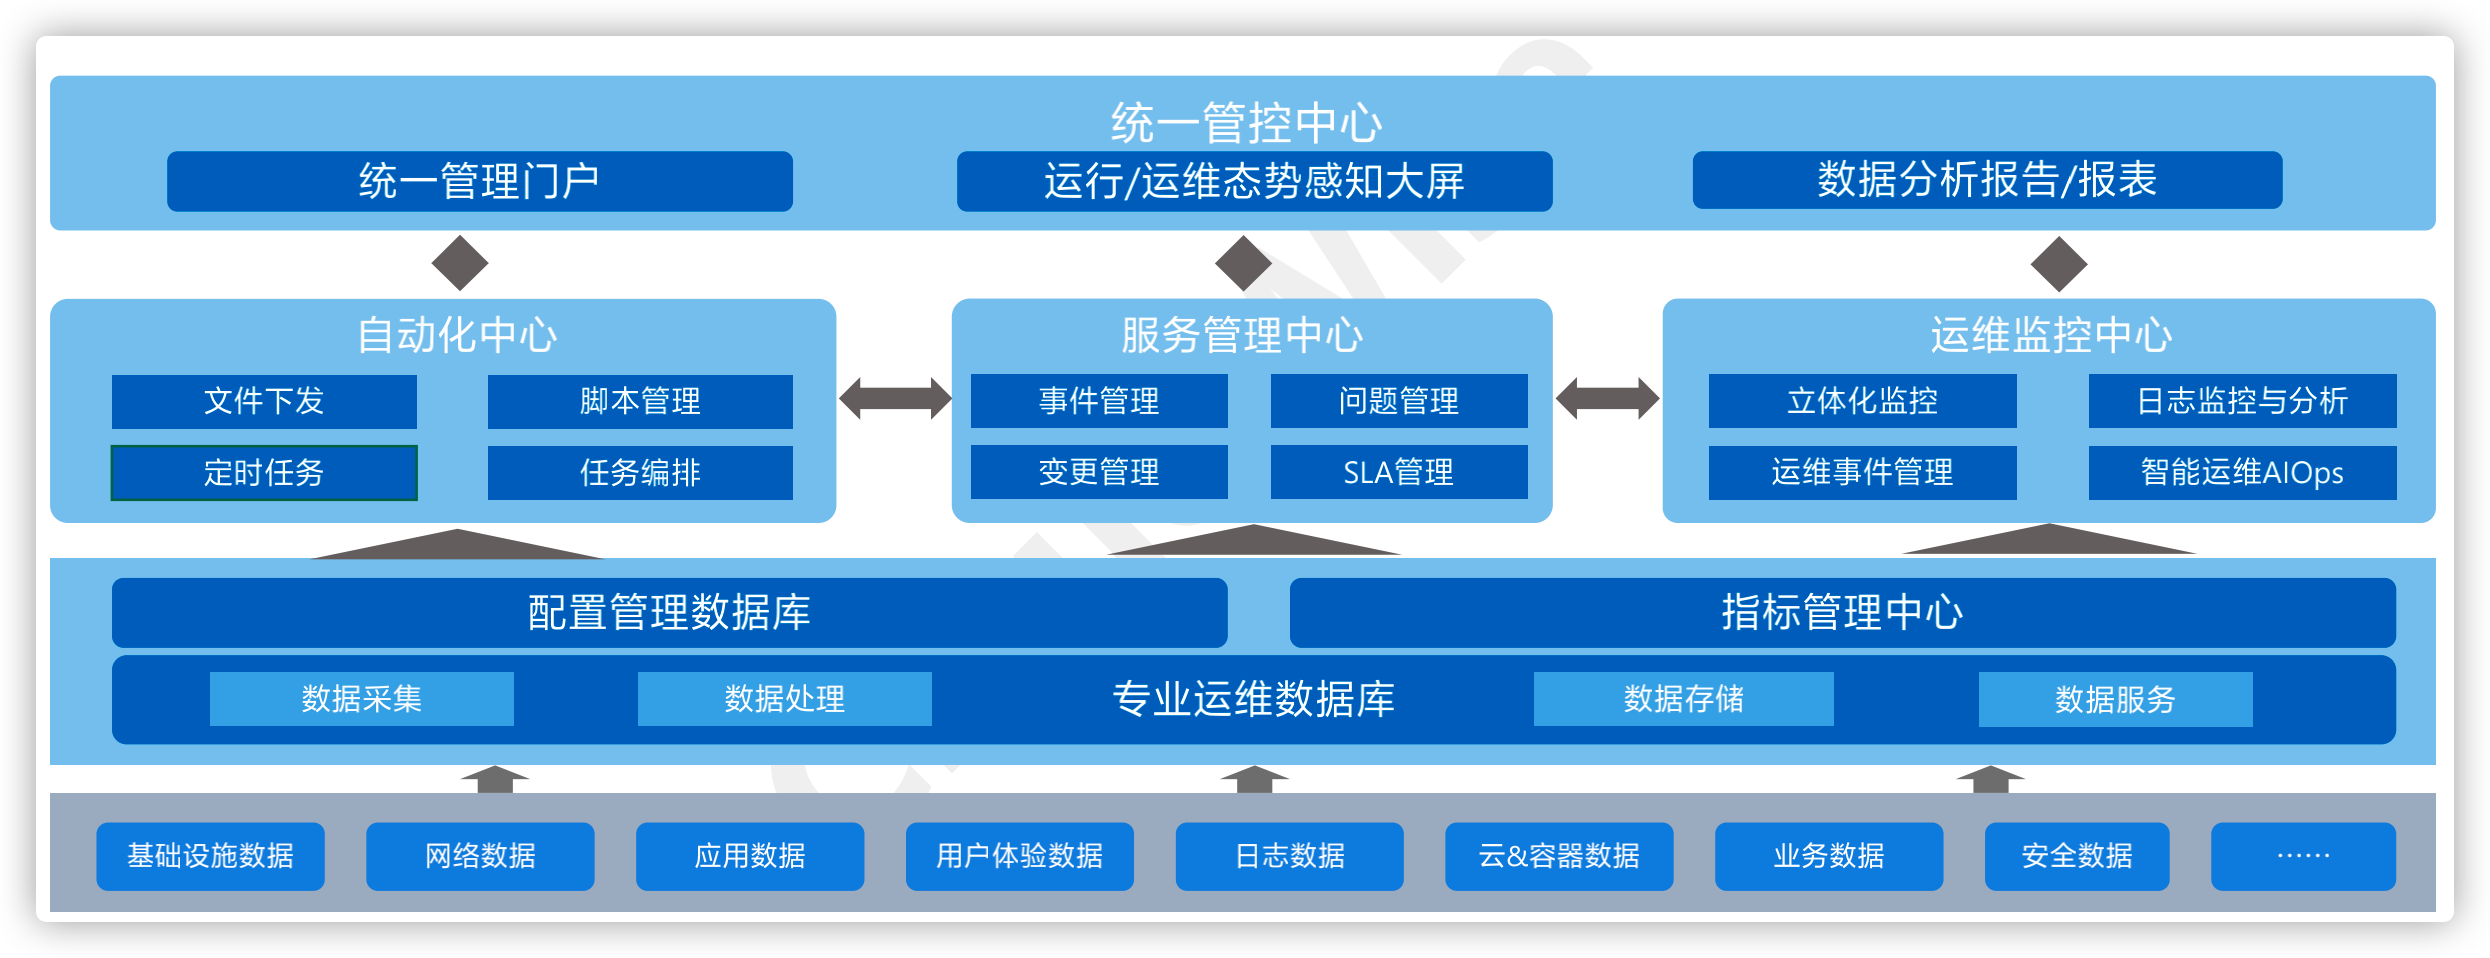 统一管控中心
统一管理门户
运行/运维态势感知大屏
数据分析报告/报表
自动化中心
服务管理中心
运维监控中心
文件下发
脚本管理
事件管理
问题管理
立体化监控
日志监控与分析
定时任务
任务编排
变更管理
SLA管理
运维事件管理
智能运维AIOps
配置管理数据库
指标管理中心
数据采集
数据处理
专业运维数据库
数据存储
数据服务
基础设施数据
网络数据
应用数据
用户体验数据
日志数据
云&容器数据
业务数据
安全数据
……